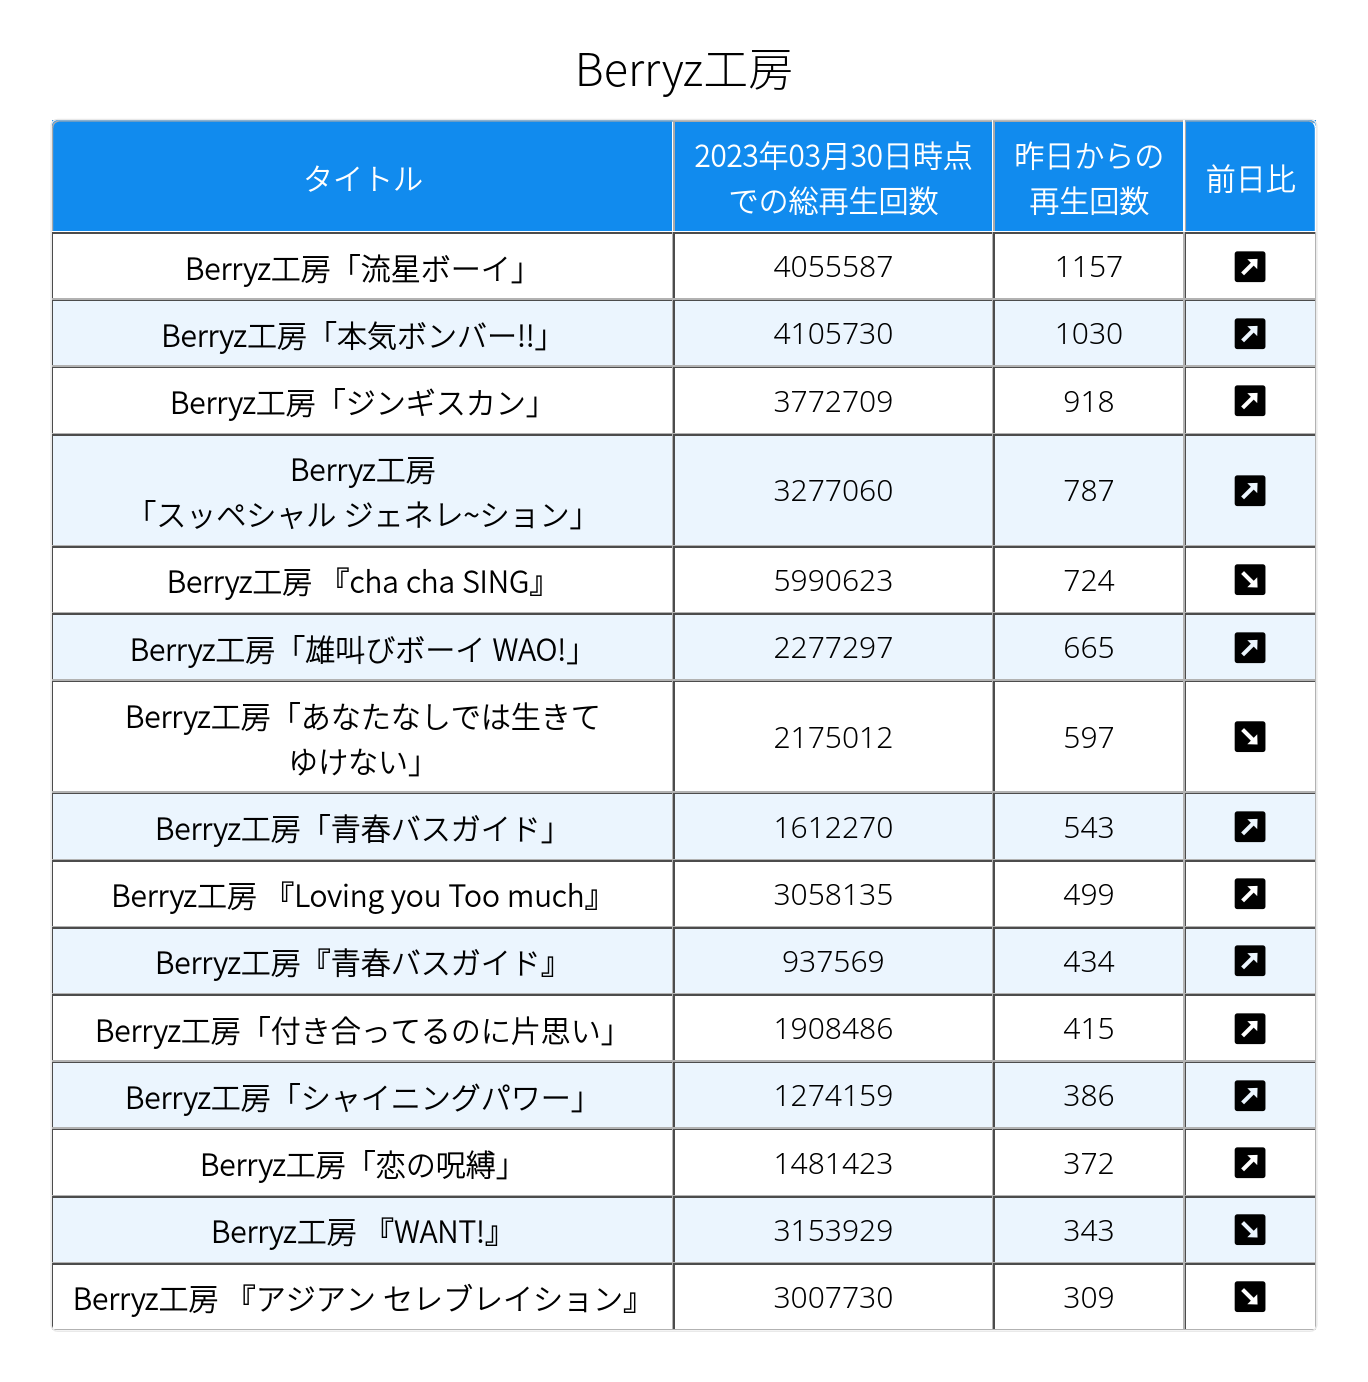 Berryz工房
タイトル
2023年03月30日時点
での総再生回数
昨日からの
再生回数
前日比
Berryz工房「流星ボーイ」 4055587 1157 ↗
Berryz工房「本気ボンバー!!」 4105730 1030 ↗
Berryz工房「ジンギスカン」 3772709 918 ↗
Berryz工房
「スッペシャル ジェネレ~ション」 3277060 787 ↗
Berryz工房 『cha cha SING』 5990623 724 ↘
Berryz工房「雄叫びボーイ WAO!」 2277297 665 ↗
Berryz工房「あなたなしでは生きて
ゆけない」 2175012 597 ↘
Berryz工房「青春バスガイド」 1612270 543 ↗
Berryz工房 『Loving you Too much』 3058135 499 ↗
Berryz工房『青春バスガイド』 937569 434 ↗
Berryz工房「付き合ってるのに片思い」 1908486 415 ↗
Berryz工房「シャイニングパワー」 1274159 386 ↗
Berryz工房「恋の呪縛」 1481423 372 ↗
Berryz工房 『WANT!』 3153929 343 ↘
Berryz工房 『アジアン セレブレイション』 3007730 309 ↘